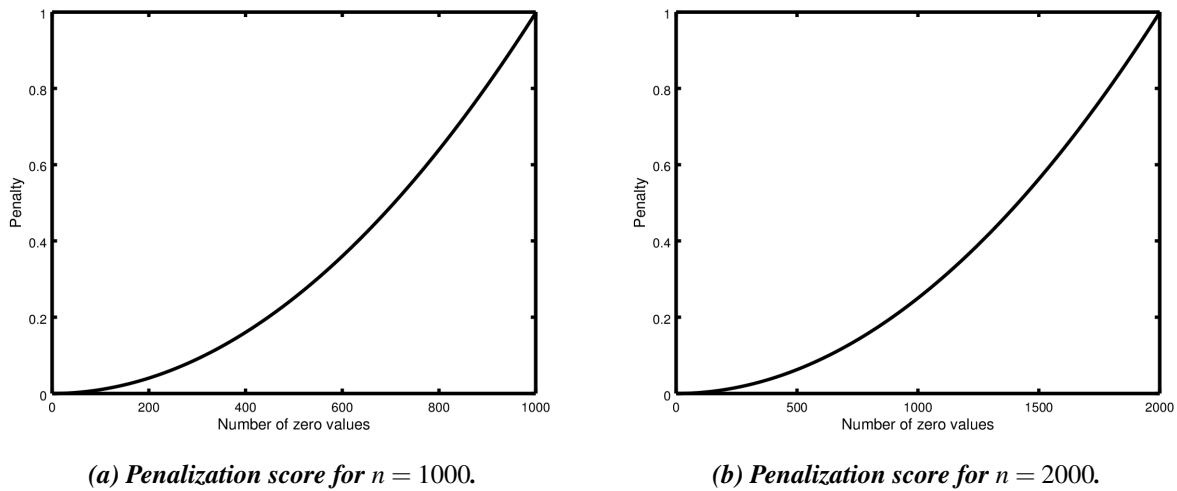 1
0.8
0.6
0.4
0.2
0
Penalty
0 200 400 600 800 1000
Number of zero values
(a) Penalization score for n = 1000.
1
0.8
0.6
0.4
0.2
0
Penalty
0 500 1000 1500 2000
Number of zero values
(b) Penalization score for n = 2000.